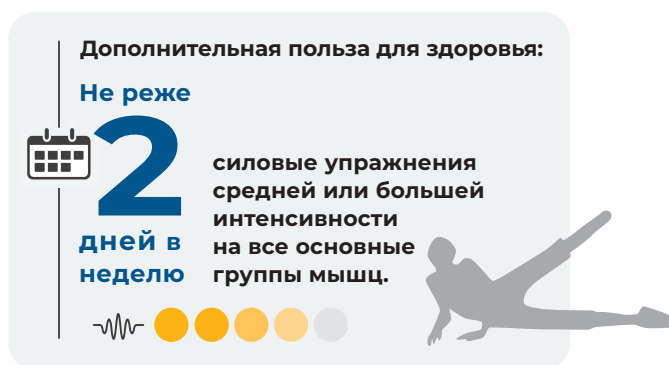 Дополнительная польза для здоровья:
Не реже
2
дней в
неделю
силовые упражнения
средней или большей
интенсивности
на все основные
группы мышц.